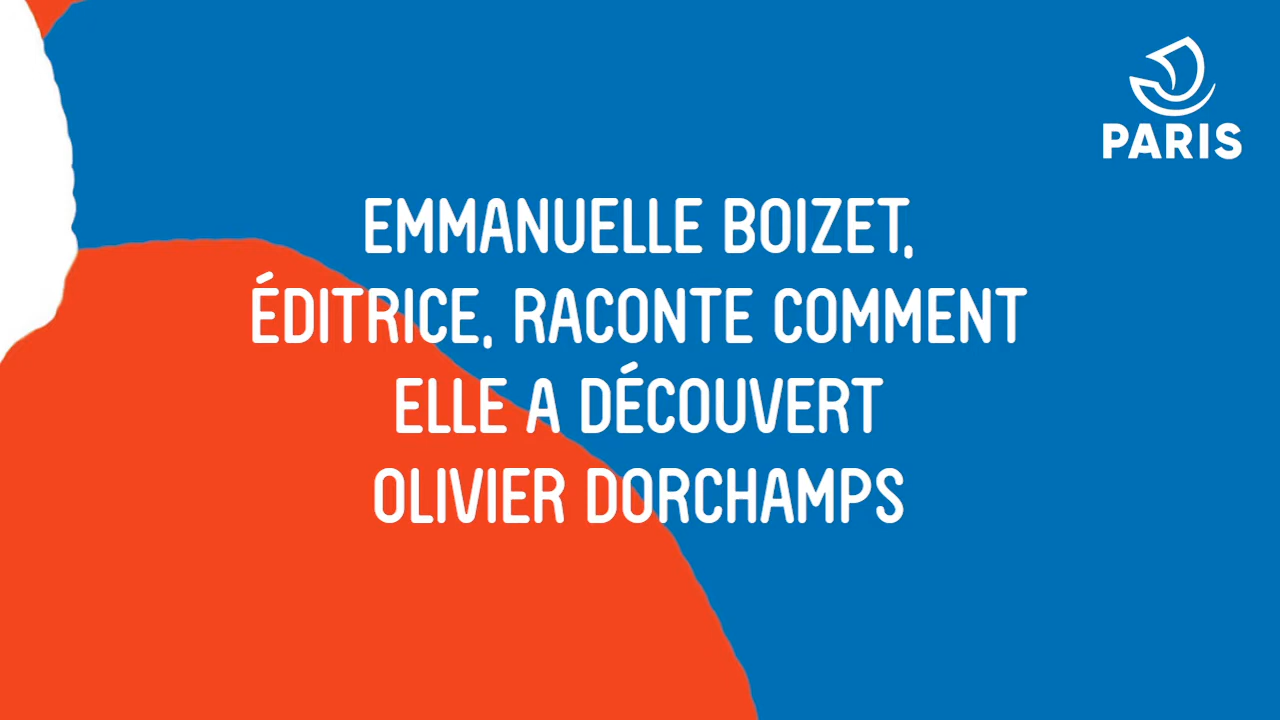 PARIS
EMMANUELLE BOIZET,
ÉDITRICE, RACONTE COMMENT
ELLE A DÉCOUVERT
OLIVIER DORCHAMPS